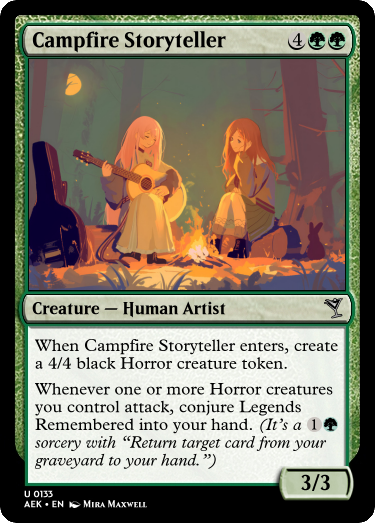 Campfire Storyteller 4
Creature — Human Artist
When Campfire Storyteller enters, create
a 4/4 black Horror creature token.
Whenever one or more Horror creatures
you control attack, conjure Legends
Remembered into your hand. (It's a 1
sorcery with “Return target card from your
graveyard to your hand.”)
3/3
U 0133
AEK • EN Mira Maxwell